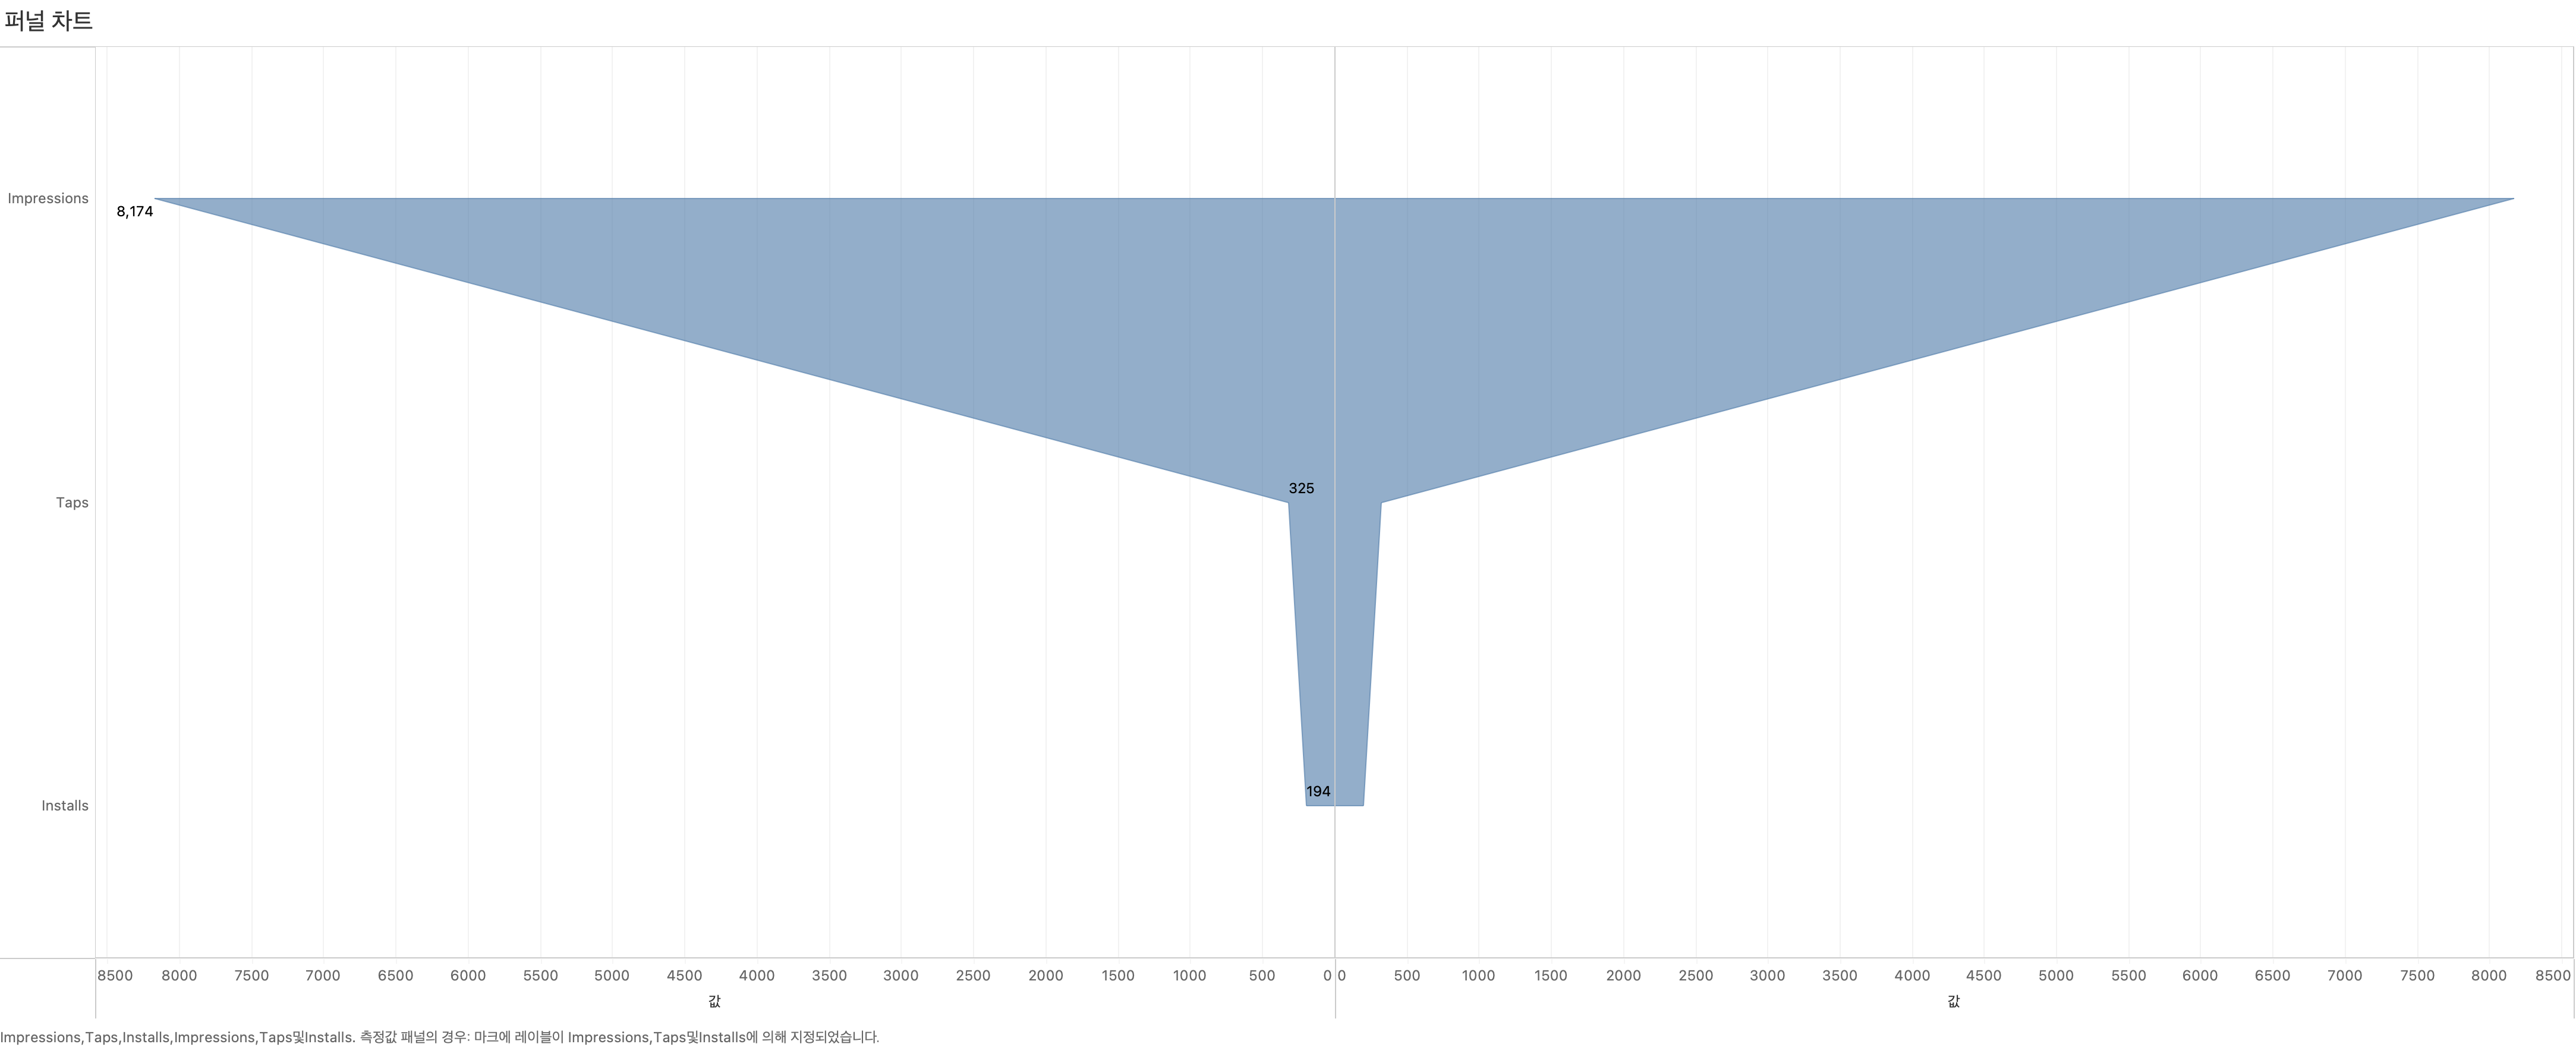 퍼널 차트
Impressions
8,174
Taps
325
Installs
194
8500 8000 7500 7000 6500 6000 5500 5000 4500 4000 3500 3000 2500 2000 1500 1000 500 0 0 500 1000 1500 2000 2500 3000 3500 4000 4500 5000 5500 6000 6500 7000 7500 8000 8500
값 값
Impressions,Taps,Installs,Impressions,Taps및Installs. 측정값 패널의 경우: 마크에 레이블이 Impressions,Taps및Installs에 의해 지정되었습니다.